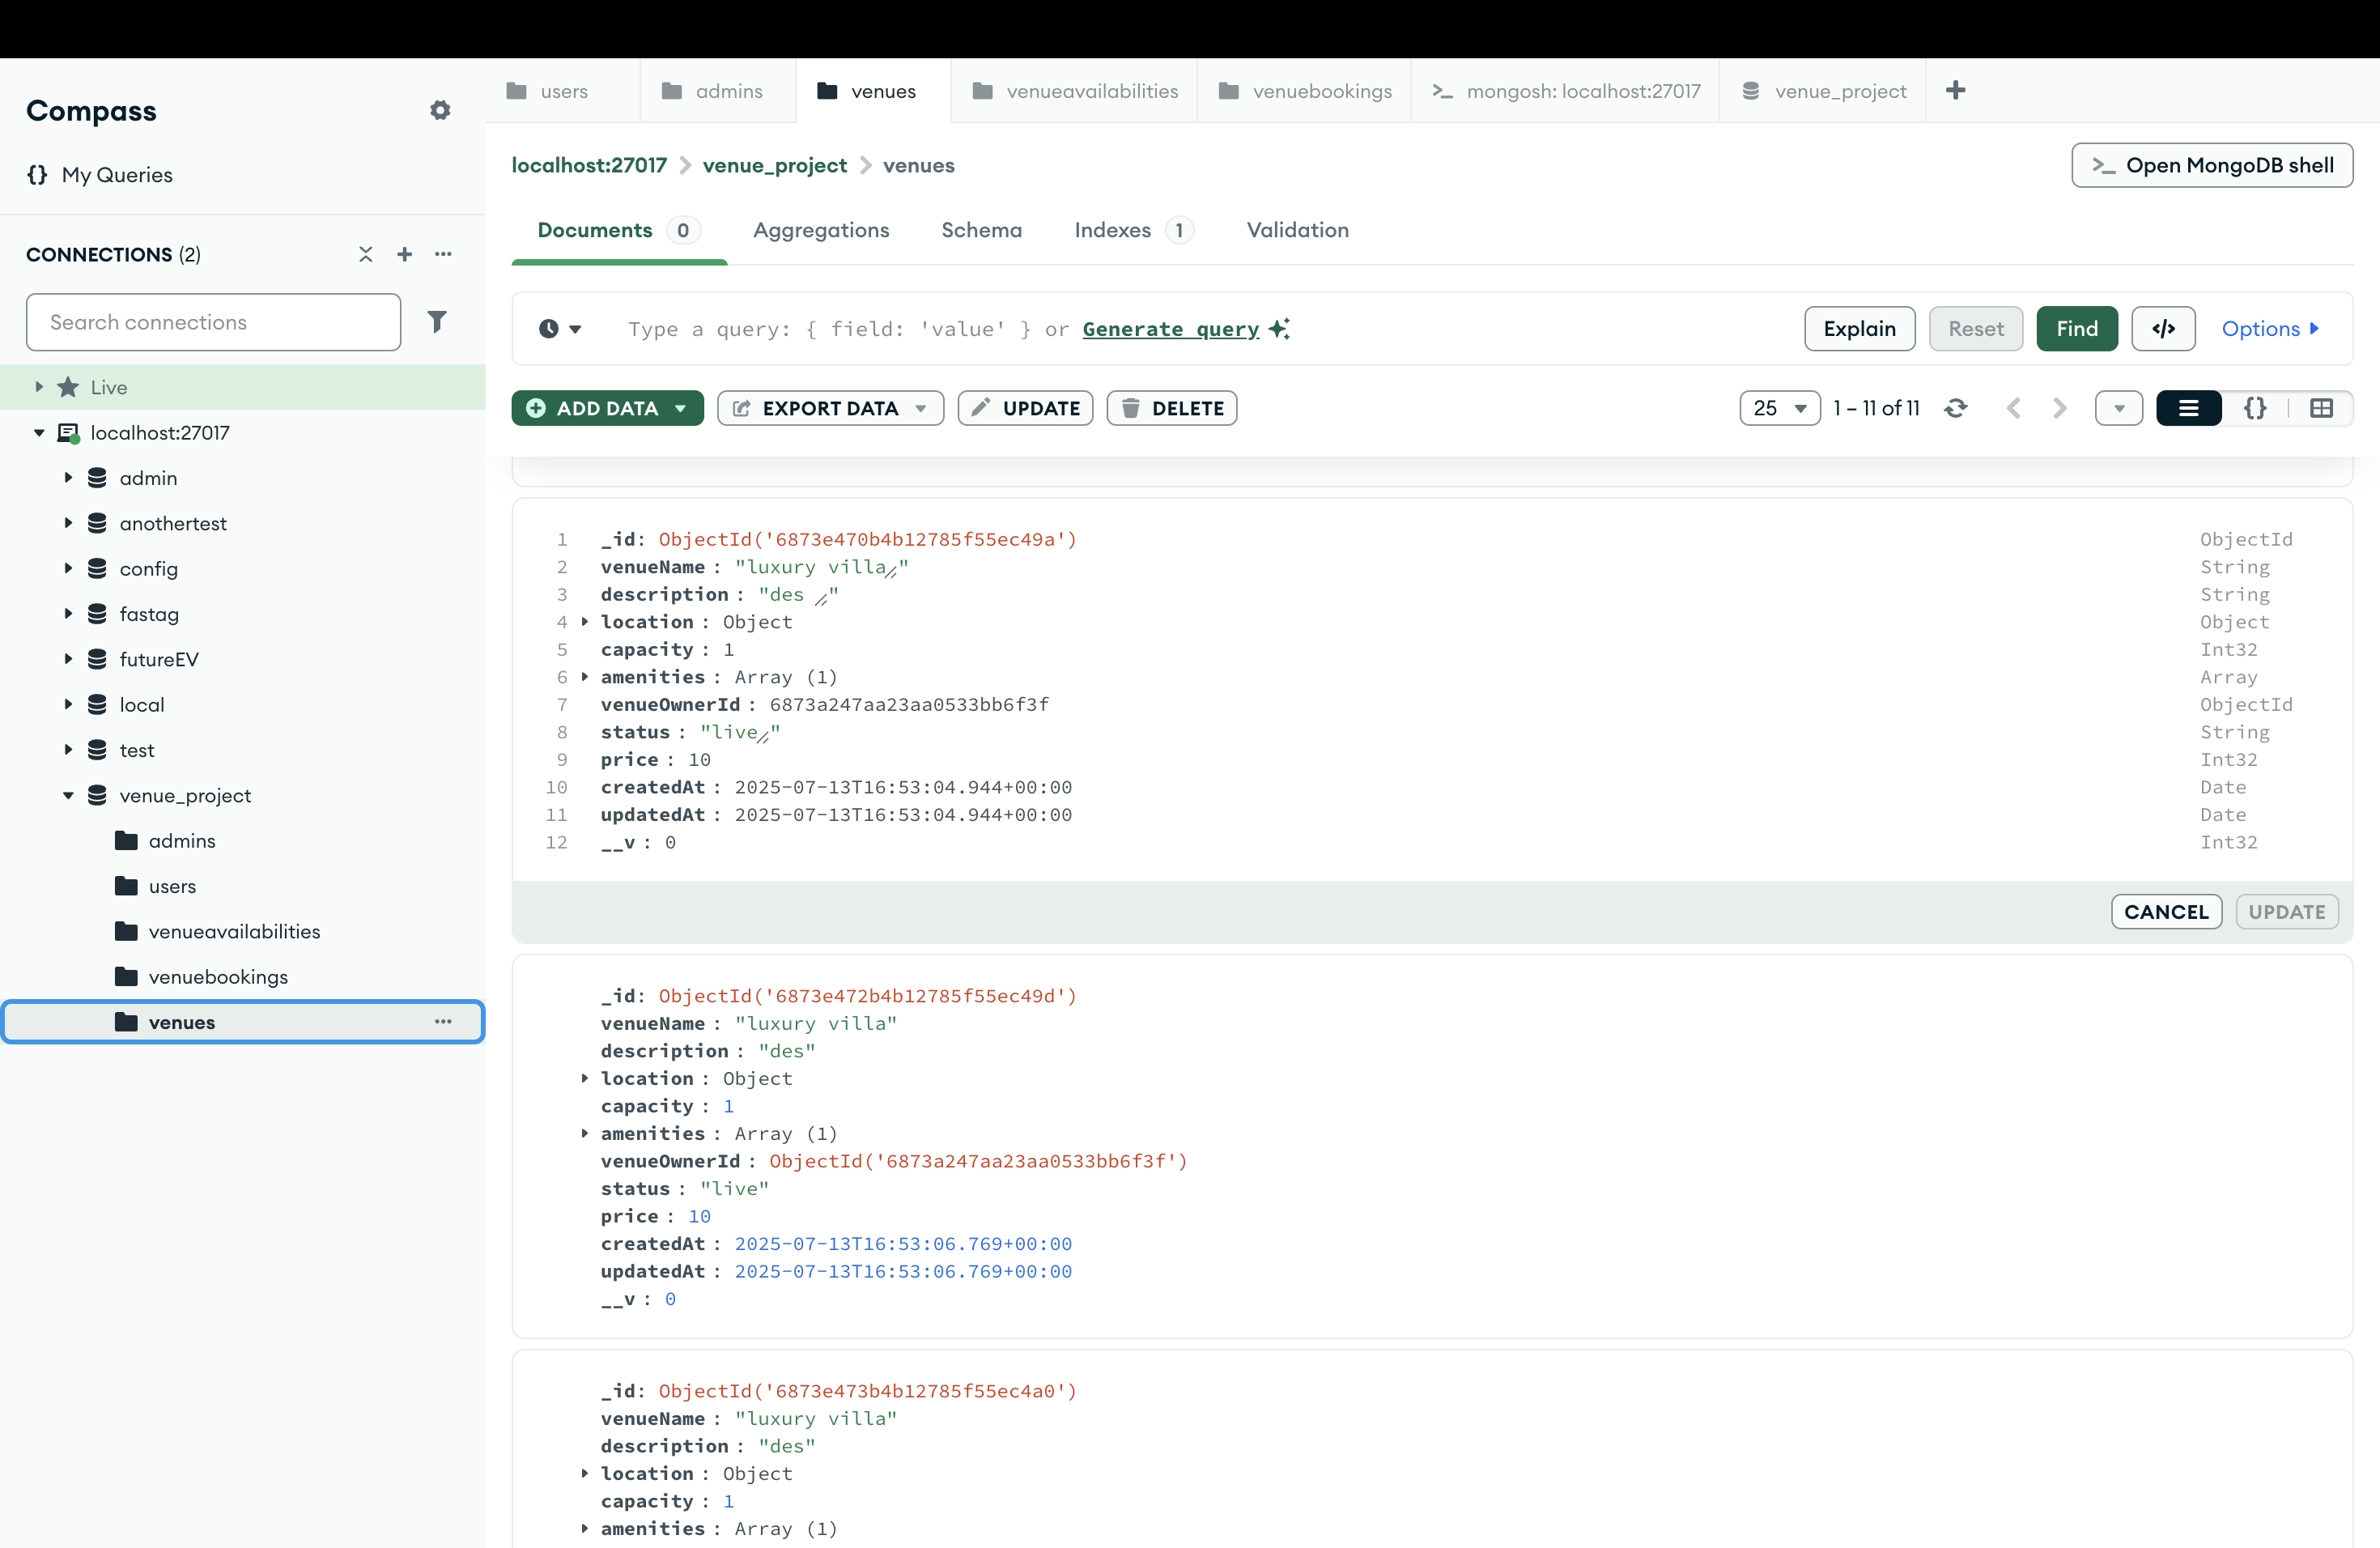 Compass
My Queries
CONNECTIONS (2)
Search connections
Live
localhost:27017
admin
anothertest
config
fastag
futureEV
local
test
venue_project
admins
users
venueavailabilities
venuebookings
venues
users
admins
venues
venueavailabilities
venuebookings
mongosh: localhost:27017
venue_project
localhost:27017 > venue_project > venues
>_ Open MongoDB shell
Documents 0
Aggregations
Schema
Indexes 1
Validation
Type a query: { field: 'value' } or Generate query
Explain
Reset
Find
</>
Options
ADD DATA
EXPORT DATA
UPDATE
DELETE
25
1 – 11 of 11
{}
1 _id: ObjectId('6873e470b4b12785f55ec49a') ObjectId
2 venueName : "luxury villa" String
3 description : "des " String
4 location : Object Object
5 capacity : 1 Int32
6 amenities : Array (1) Array
7 venueOwnerId : 6873a247aa23aa0533bb6f3f ObjectId
8 status : "live" String
9 price : 10 Int32
10 createdAt : 2025-07-13T16:53:04.944+00:00 Date
11 updatedAt : 2025-07-13T16:53:04.944+00:00 Date
12 __v : 0 Int32
CANCEL
UPDATE
_id: ObjectId('6873e472b4b12785f55ec49d')
venueName : "luxury villa"
description : "des"
location : Object
capacity : 1
amenities : Array (1)
venueOwnerId : ObjectId('6873a247aa23aa0533bb6f3f')
status : "live"
price : 10
createdAt : 2025-07-13T16:53:06.769+00:00
updatedAt : 2025-07-13T16:53:06.769+00:00
__v : 0
_id: ObjectId('6873e473b4b12785f55ec4a0')
venueName : "luxury villa"
description : "des"
location : Object
capacity : 1
amenities : Array (1)